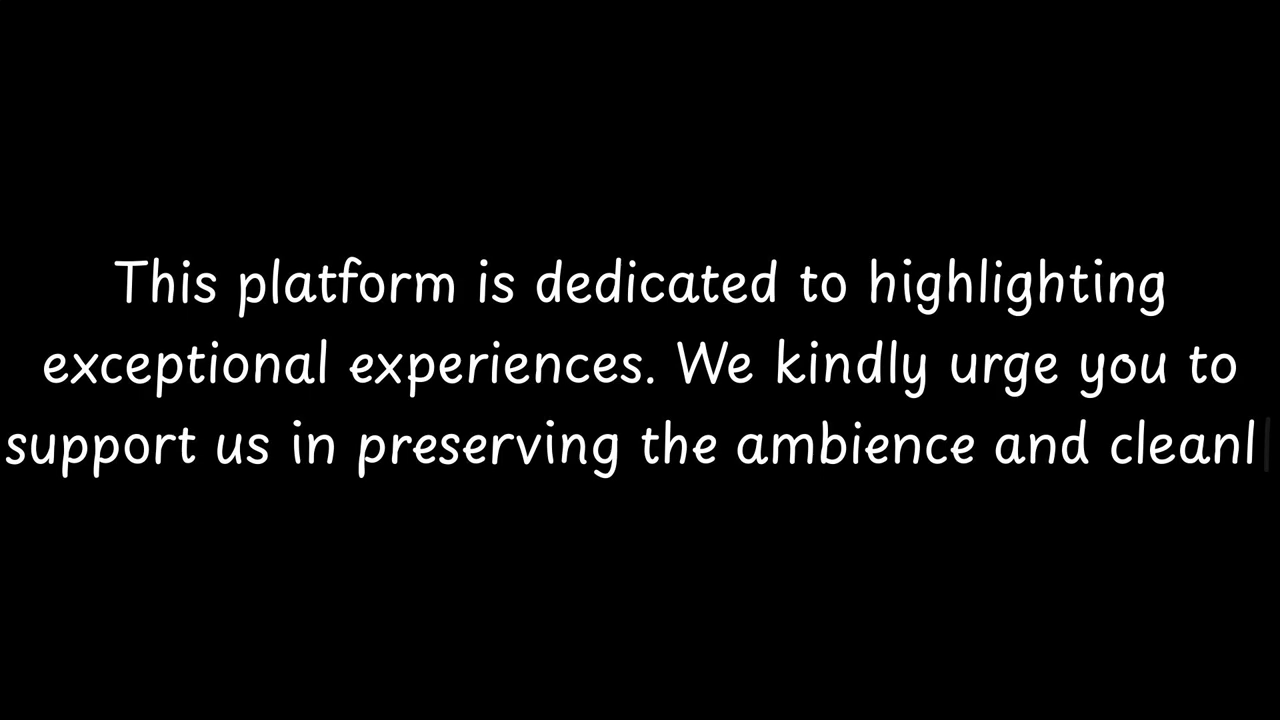 This platform is dedicated to highlighting
exceptional experiences. We kindly urge you to
support us in preserving the ambience and cleanl